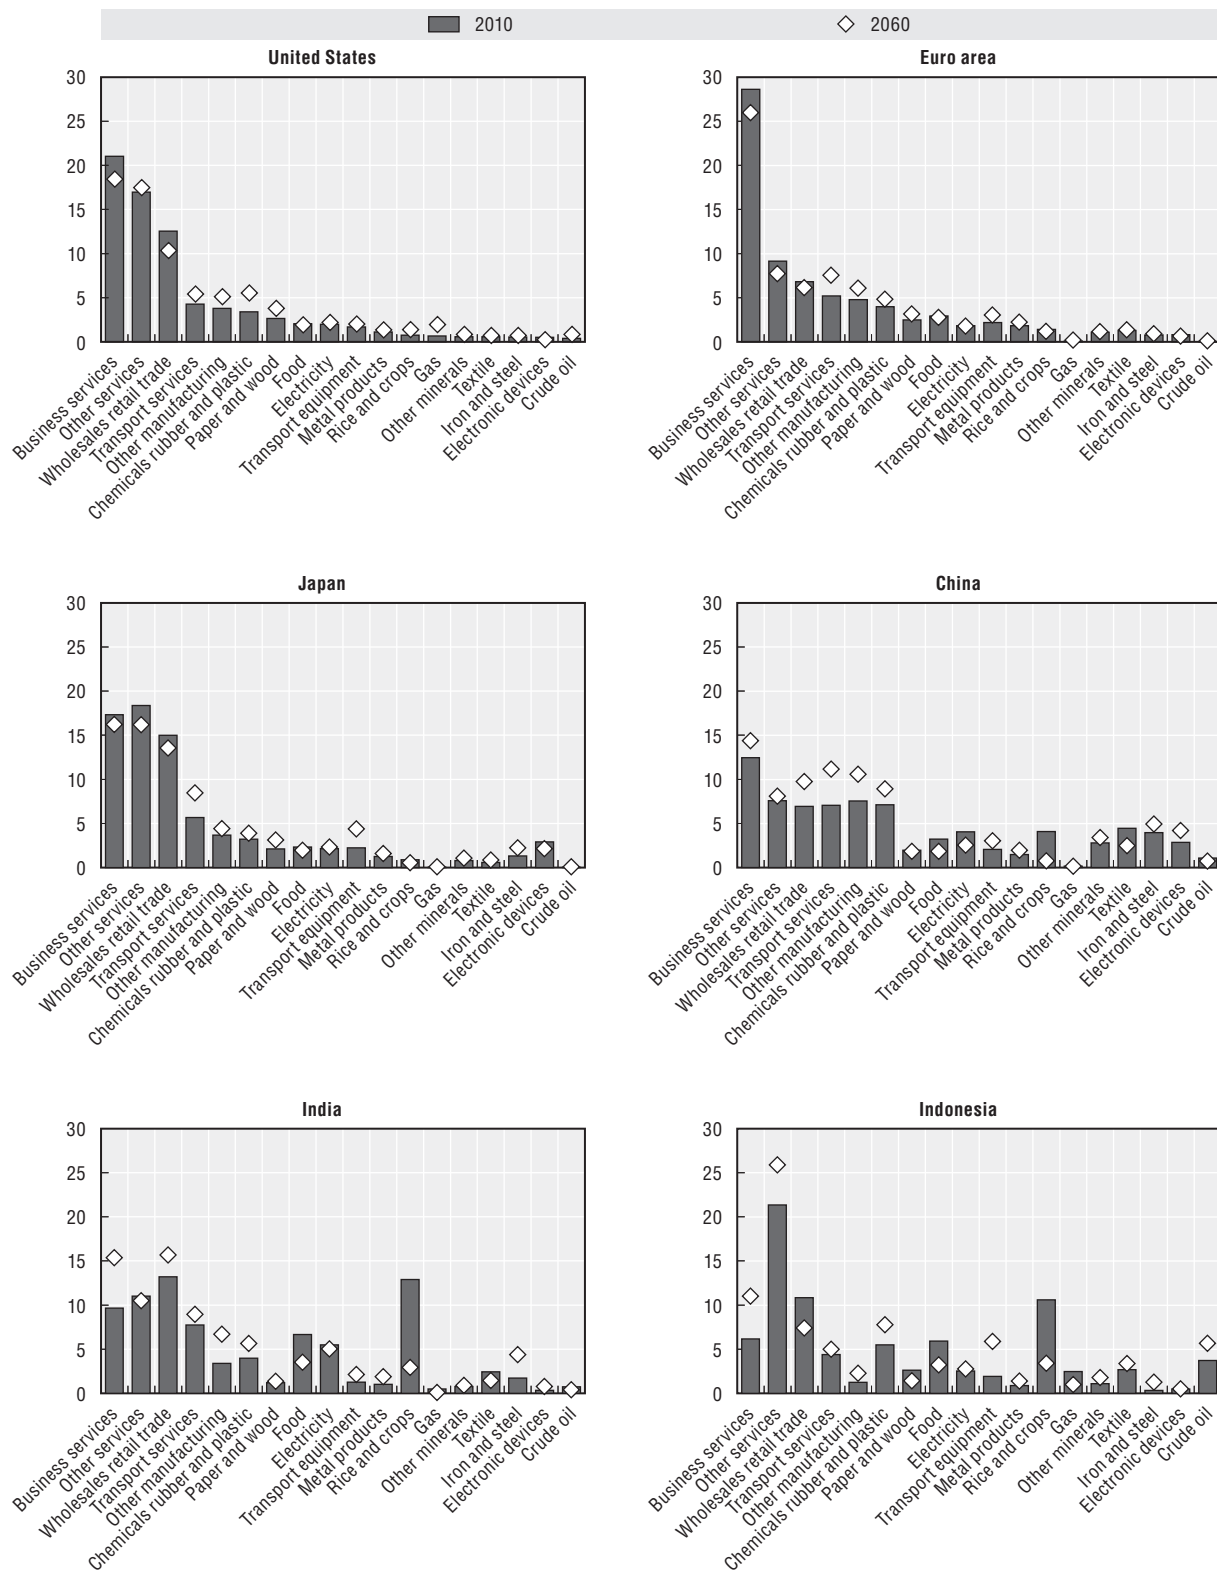 2010 2060
United States
30
25
20
15
10
5
0
Business services
Other services
Wholesales retail trade
Transport services
Other manufacturing
Chemicals rubber and plastic
Paper and wood
Food
Electricity
Transport equipment
Metal products
Rice and crops
Gas
Other minerals
Textile
Iron and steel
Electronic devices
Crude oil
Euro area
30
25
20
15
10
5
0
Business services
Other services
Wholesales retail trade
Transport services
Other manufacturing
Chemicals rubber and plastic
Paper and wood
Food
Electricity
Transport equipment
Metal products
Rice and crops
Gas
Other minerals
Textile
Iron and steel
Electronic devices
Crude oil
Japan
30
25
20
15
10
5
0
Business services
Other services
Wholesales retail trade
Transport services
Other manufacturing
Chemicals rubber and plastic
Paper and wood
Food
Electricity
Transport equipment
Metal products
Rice and crops
Gas
Other minerals
Textile
Iron and steel
Electronic devices
Crude oil
China
30
25
20
15
10
5
0
Business services
Other services
Wholesales retail trade
Transport services
Other manufacturing
Chemicals rubber and plastic
Paper and wood
Food
Electricity
Transport equipment
Metal products
Rice and crops
Gas
Other minerals
Textile
Iron and steel
Electronic devices
Crude oil
India
30
25
20
15
10
5
0
Business services
Other services
Wholesales retail trade
Transport services
Other manufacturing
Chemicals rubber and plastic
Paper and wood
Food
Electricity
Transport equipment
Metal products
Rice and crops
Gas
Other minerals
Textile
Iron and steel
Electronic devices
Crude oil
Indonesia
30
25
20
15
10
5
0
Business services
Other services
Wholesales retail trade
Transport services
Other manufacturing
Chemicals rubber and plastic
Paper and wood
Food
Electricity
Transport equipment
Metal products
Rice and crops
Gas
Other minerals
Textile
Iron and steel
Electronic devices
Crude oil